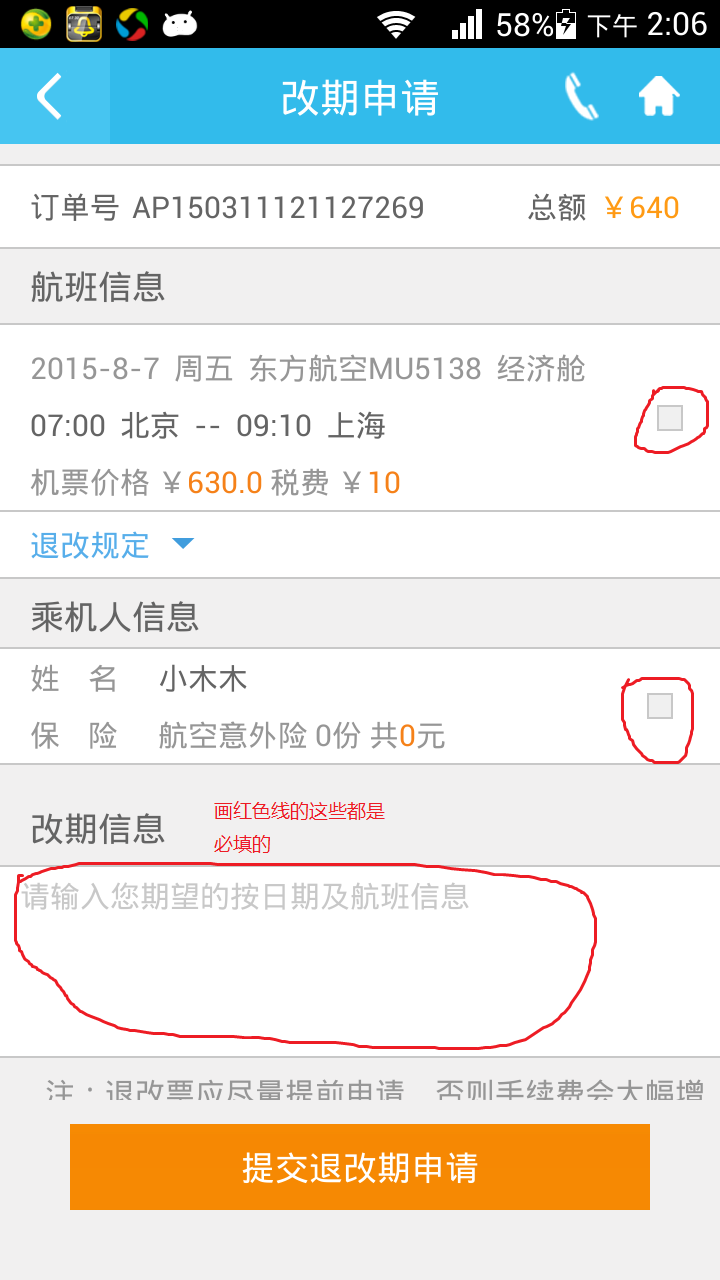 58% 下午 2:06
改期申请
订单号 AP150311121127269 总额 ￥640
航班信息
2015-8-7 周五 东方航空MU5138 经济舱
07:00 北京 -- 09:10 上海
机票价格 ￥630.0 税费 ￥10
退改规定
乘机人信息
姓 名 小木木
保 险 航空意外险 0份 共0元
改期信息
画红色线的这些都是
必填的
请输入您期望的按日期及航班信息
注：退改票应尽量提前申请 否则手续费会大幅增
提交退改期申请